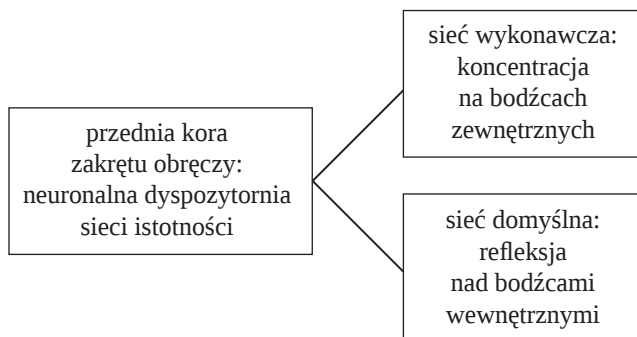 przednia kora
zakrętu obręczy:
neuronalna dyspozytornia
sieci istotności
sieć wykonawcza:
koncentracja
na bodźcach
zewnętrznych
sieć domyślna:
refleksja
nad bodźcami
wewnętrznymi